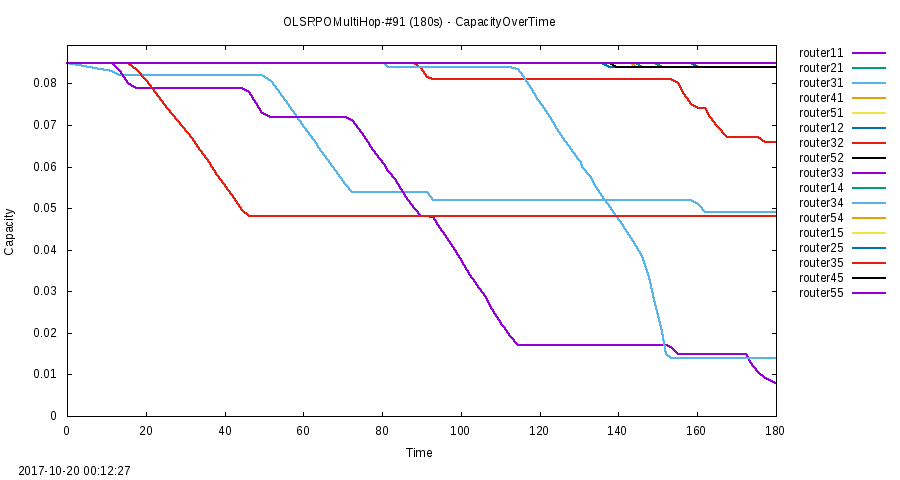 OLSRPOMultiHop-#91 (180s) - CapacityOverTime
Capacity
0.08
0.07
0.06
0.05
0.04
0.03
0.02
0.01
0
0 20 40 60 80 100 120 140 160 180
Time
router11
router21
router31
router41
router51
router12
router32
router52
router33
router14
router34
router54
router15
router25
router35
router45
router55
2017-10-20 00:12:27